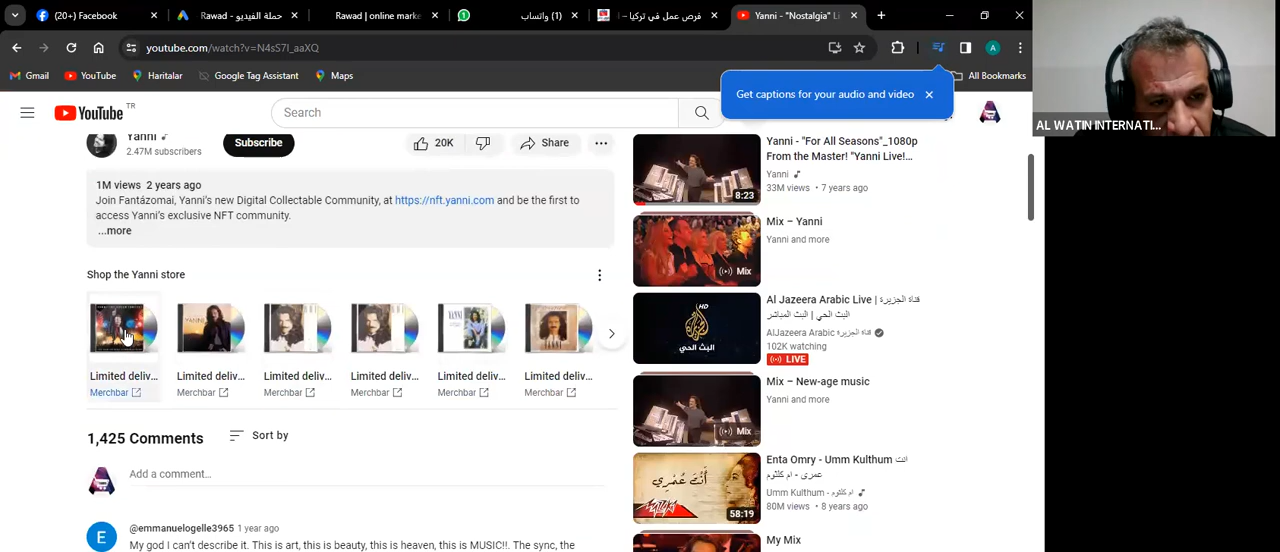 (20+) Facebook
حملة الفيديو - Rawad
Rawad | online marke
(1) واتساب
فرص عمل في تركيا – ا
Yanni - "Nostalgia" Li
youtube.com/watch?v=N4sS7l_aaXQ
Gmail
YouTube
Haritalar
Google Tag Assistant
Maps
All Bookmarks
Get captions for your audio and video
A
AL WATIN INTERNATI...
YouTube TR
Search
Yanni
2.47M subscribers
Subscribe
20K
Share
1M views 2 years ago
Join Fantázomai, Yanni's new Digital Collectable Community, at https://nft.yanni.com and be the first to
access Yanni's exclusive NFT community.
...more
Shop the Yanni store
Limited deliv...
Limited deliv...
Limited deliv...
Limited deliv...
Limited deliv...
Limited deliv...
Merchbar
Merchbar
Merchbar
Merchbar
Merchbar
Merchbar
1,425 Comments
Sort by
Add a comment...
E
@emmanuelogelle3965 1 year ago
My god I can't describe it. This is art, this is beauty, this is heaven, this is MUSIC!!. The sync, the
Yanni - "For All Seasons"_1080p
From the Master! "Yanni Live!...
Yanni
33M views • 7 years ago
8:23
Mix – Yanni
Yanni and more
Mix
Al Jazeera Arabic Live | قناة الجزيرة
البث الحي | البث المباشر
AlJazeera Arabic قناة الجزيرة
102K watching
LIVE
HD
البث الحي
Mix – New-age music
Yanni and more
Mix
Enta Omry - Umm Kulthum انت
عمرى - ام كلثوم
Umm Kulthum - ام كلثوم
80M views • 8 years ago
أنت عمري
58:19
My Mix